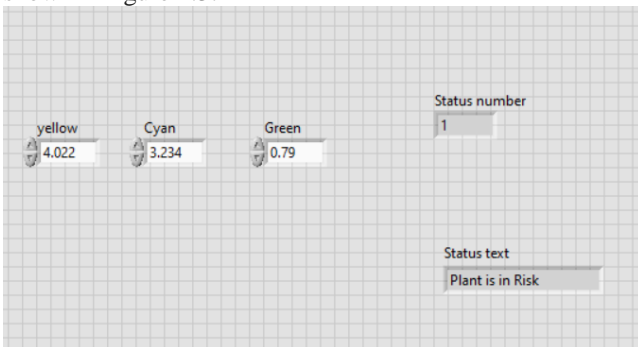 Status number
1
yellow Cyan Green
4.022 3.234 0.79
Status text
Plant is in Risk